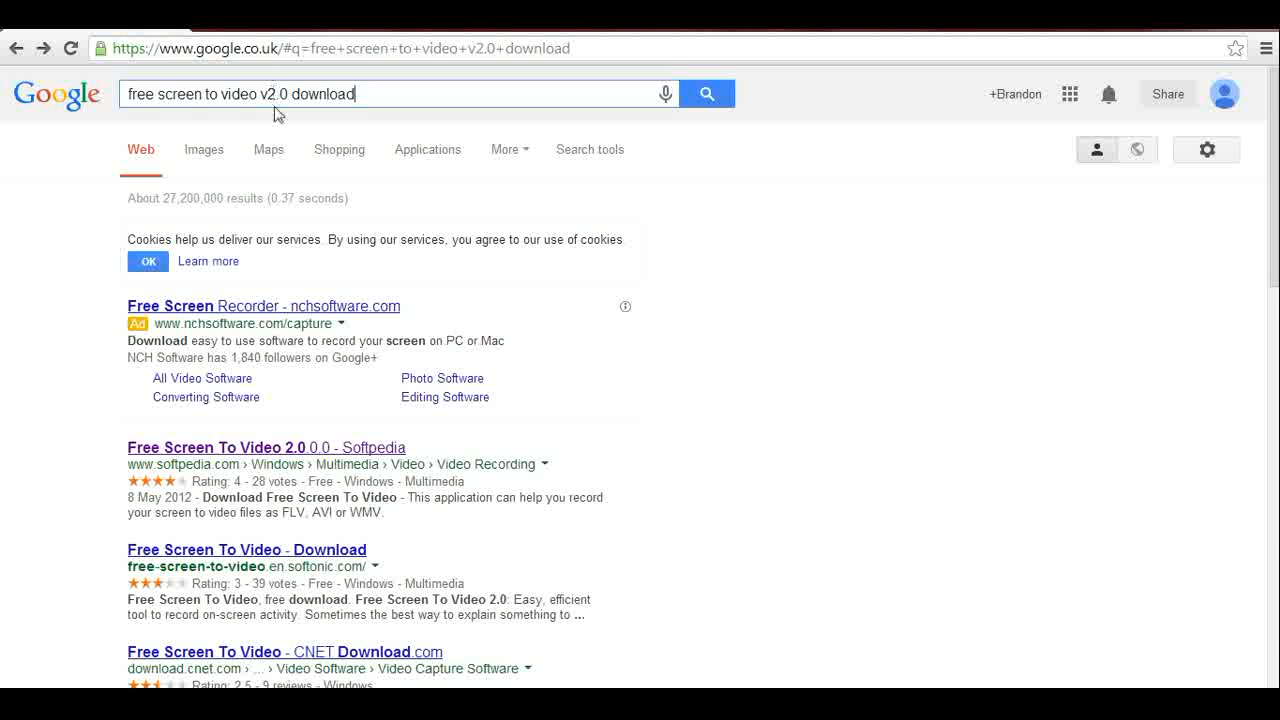 https://www.google.co.uk/#q=free+screen+to+video+v2.0+download
Google
free screen to video v2.0 download
+Brandon
Share
Web Images Maps Shopping Applications More Search tools
About 27,200,000 results (0.37 seconds)
Cookies help us deliver our services. By using our services, you agree to our use of cookies.
OK Learn more
Free Screen Recorder - nchsoftware.com
Ad www.nchsoftware.com/capture
Download easy to use software to record your screen on PC or Mac
NCH Software has 1,840 followers on Google+
All Video Software Photo Software
Converting Software Editing Software
Free Screen To Video 2.0.0.0 - Softpedia
www.softpedia.com › Windows › Multimedia › Video › Video Recording
Rating: 4 - 28 votes - Free - Windows - Multimedia
8 May 2012 - Download Free Screen To Video - This application can help you record
your screen to video files as FLV, AVI or WMV.
Free Screen To Video - Download
free-screen-to-video.en.softonic.com/
Rating: 3 - 39 votes - Free - Windows - Multimedia
Free Screen To Video, free download. Free Screen To Video 2.0: Easy, efficient
tool to record on-screen activity. Sometimes the best way to explain something to ...
Free Screen To Video - CNET Download.com
download.cnet.com › ... › Video Software › Video Capture Software
Rating: 2.5 - 9 reviews - Windows